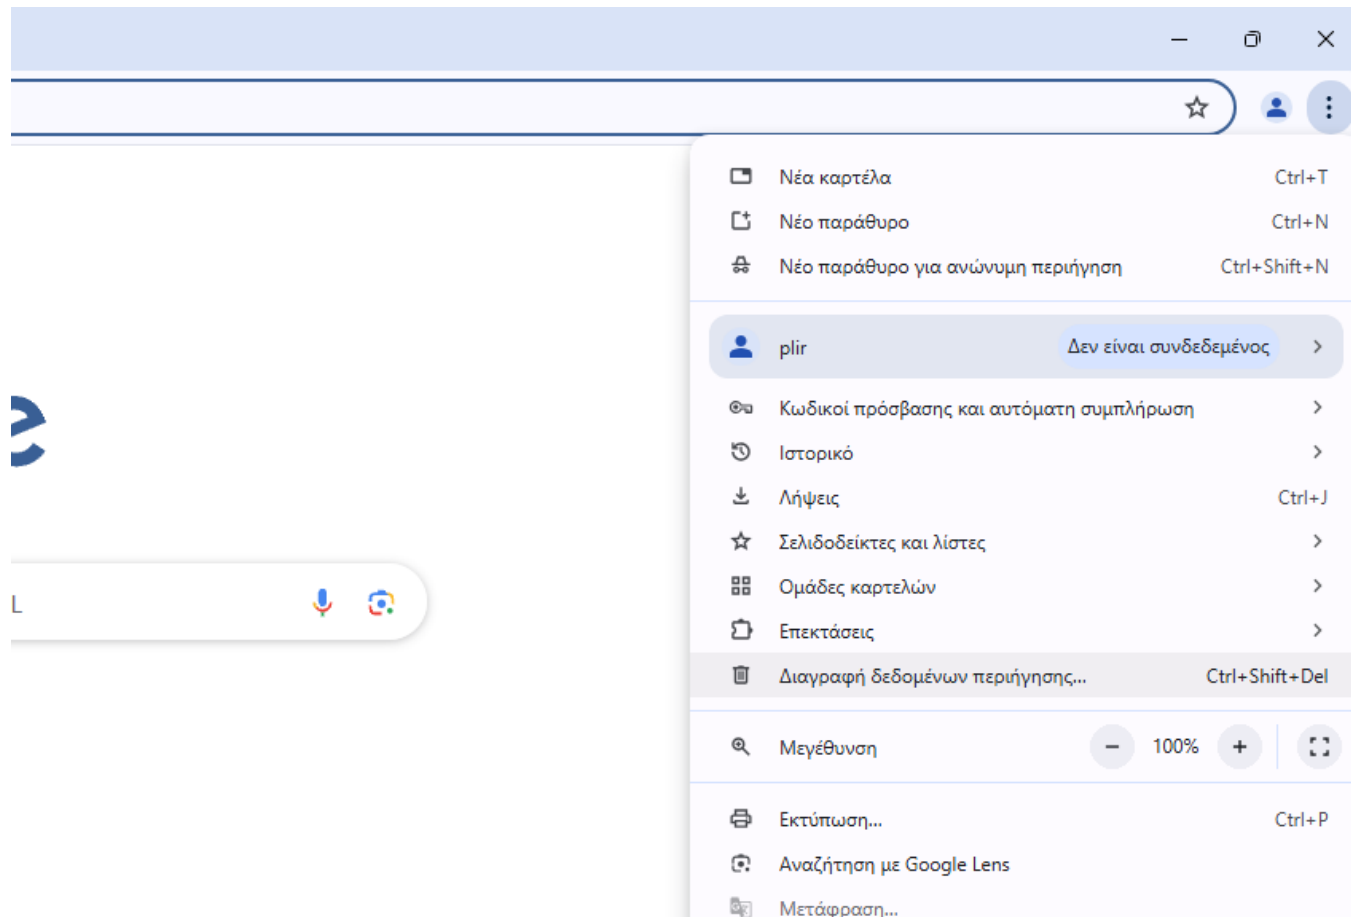 e
L
Νέα καρτέλα Ctrl+T
Νέο παράθυρο Ctrl+N
Νέο παράθυρο για ανώνυμη περιήγηση Ctrl+Shift+N
plir Δεν είναι συνδεδεμένος
Κωδικοί πρόσβασης και αυτόματη συμπλήρωση
Ιστορικό
Λήψεις Ctrl+J
Σελιδοδείκτες και λίστες
Ομάδες καρτελών
Επεκτάσεις
Διαγραφή δεδομένων περιήγησης... Ctrl+Shift+Del
Μεγέθυνση − 100% +
Εκτύπωση... Ctrl+P
Αναζήτηση με Google Lens
Μετάφραση...